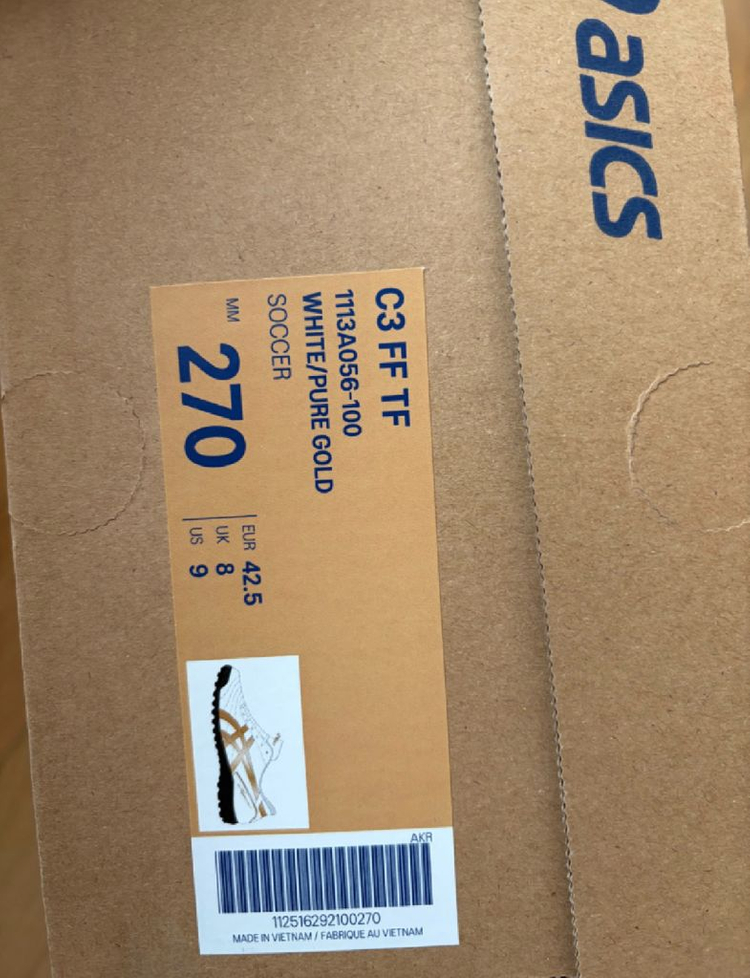 asics
C3 FF TF
1113A056-100
WHITE/PURE GOLD
SOCCER
MM 270
EUR 42.5
UK 8
US 9
AKR
112516292100270
MADE IN VIETNAM / FABRIQUE AU VIETNAM